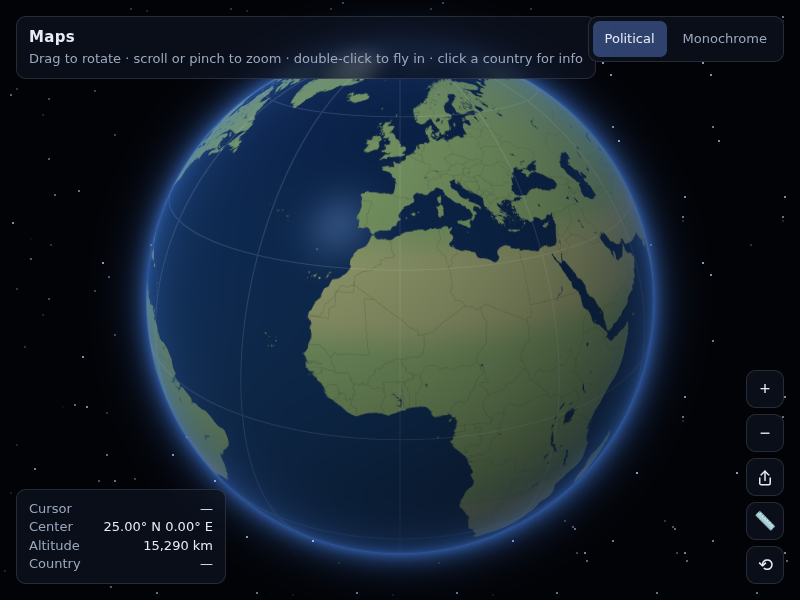 Maps
Drag to rotate · scroll or pinch to zoom · double-click to fly in · click a country for info
Political
Monochrome
+
−
Cursor —
Center 25.00° N 0.00° E
Altitude 15,290 km
Country —